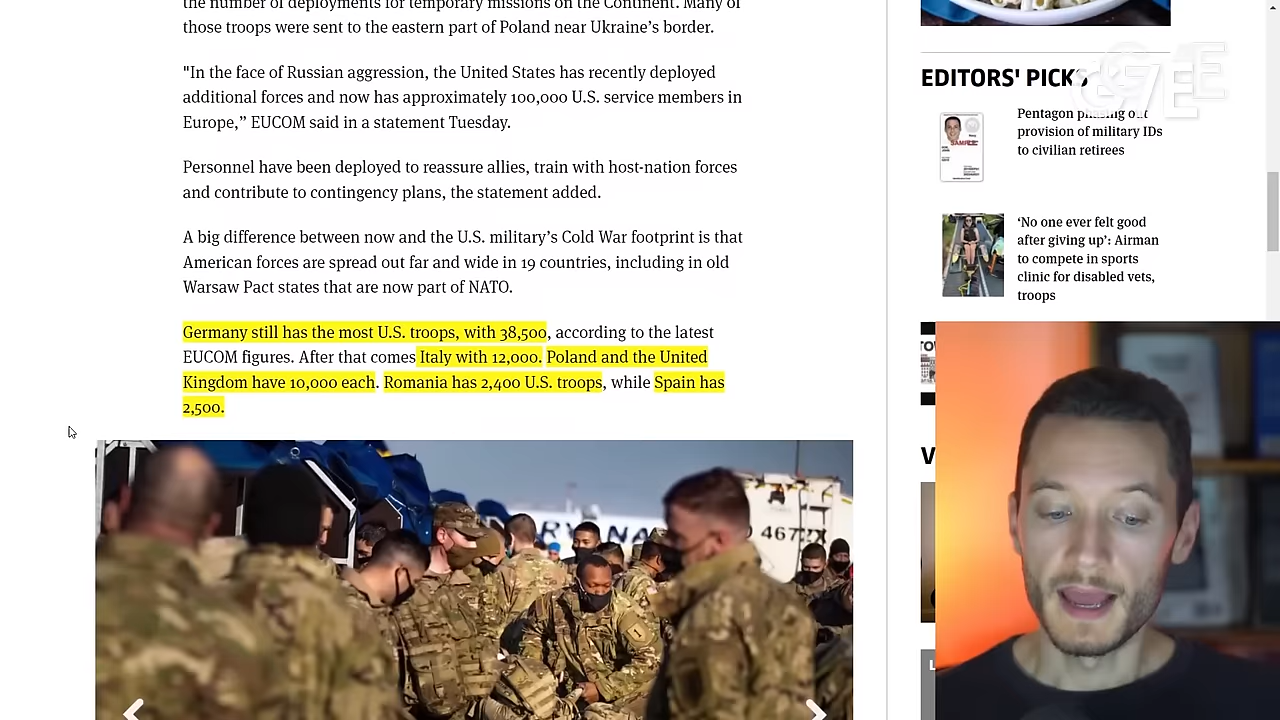 the number of deployments for temporary missions on the Continent. Many of
those troops were sent to the eastern part of Poland near Ukraine’s border.
"In the face of Russian aggression, the United States has recently deployed
additional forces and now has approximately 100,000 U.S. service members in
Europe,” EUCOM said in a statement Tuesday.
Personnel have been deployed to reassure allies, train with host-nation forces
and contribute to contingency plans, the statement added.
A big difference between now and the U.S. military’s Cold War footprint is that
American forces are spread out far and wide in 19 countries, including in old
Warsaw Pact states that are now part of NATO.
Germany still has the most U.S. troops, with 38,500, according to the latest
EUCOM figures. After that comes Italy with 12,000. Poland and the United
Kingdom have 10,000 each. Romania has 2,400 U.S. troops, while Spain has
2,500.
EDITORS' PICKS
Pentagon phasing out
provision of military IDs
to civilian retirees
SAMPLE
‘No one ever felt good
after giving up’: Airman
to compete in sports
clinic for disabled vets,
troops
V
L